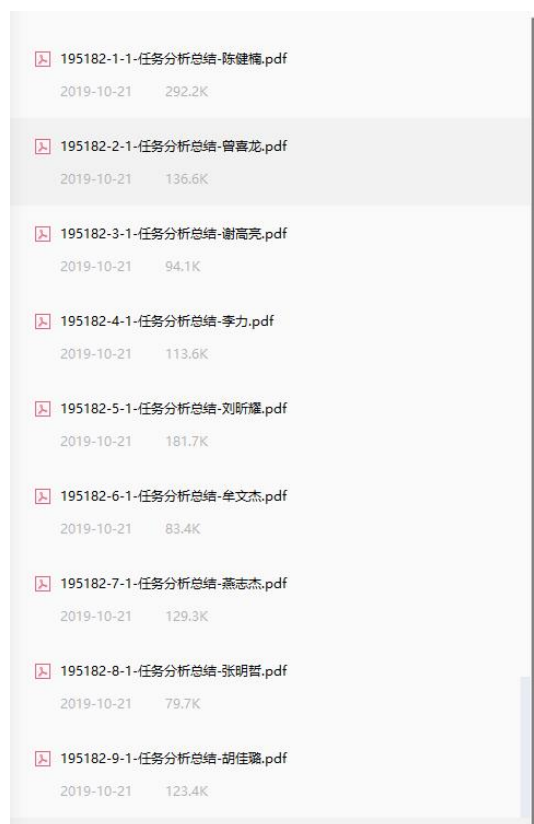 195182-1-1-任务分析总结-陈健楠.pdf
2019-10-21 292.2K
195182-2-1-任务分析总结-曾喜龙.pdf
2019-10-21 136.6K
195182-3-1-任务分析总结-谢高亮.pdf
2019-10-21 94.1K
195182-4-1-任务分析总结-李力.pdf
2019-10-21 113.6K
195182-5-1-任务分析总结-刘昕耀.pdf
2019-10-21 181.7K
195182-6-1-任务分析总结-牟文杰.pdf
2019-10-21 83.4K
195182-7-1-任务分析总结-燕志杰.pdf
2019-10-21 129.3K
195182-8-1-任务分析总结-张明哲.pdf
2019-10-21 79.7K
195182-9-1-任务分析总结-胡佳璐.pdf
2019-10-21 123.4K